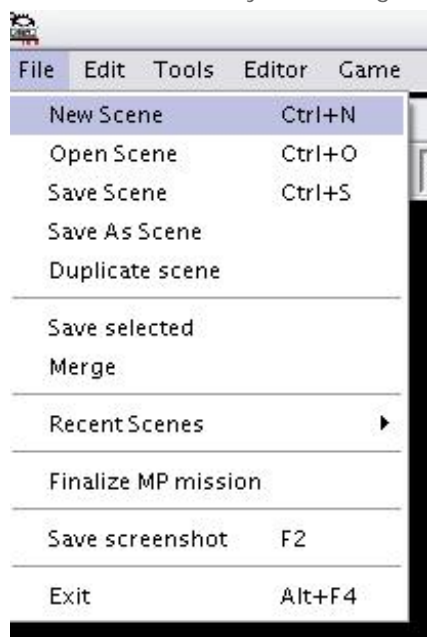 File Edit Tools Editor Game
New Scene Ctrl+N
Open Scene Ctrl+O
Save Scene Ctrl+S
Save As Scene
Duplicate scene
Save selected
Merge
Recent Scenes
Finalize MP mission
Save screenshot F2
Exit Alt+F4